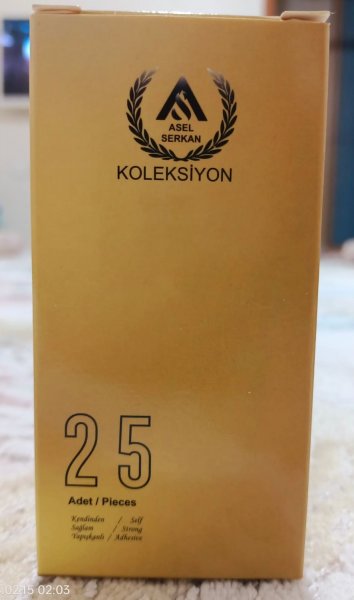 ASEL
SERKAN
KOLEKSİYON
25
Adet / Pieces
Kendinden / Self
Sağlam / Strong
Yapışkanlı / Adhesive
0215 02:03